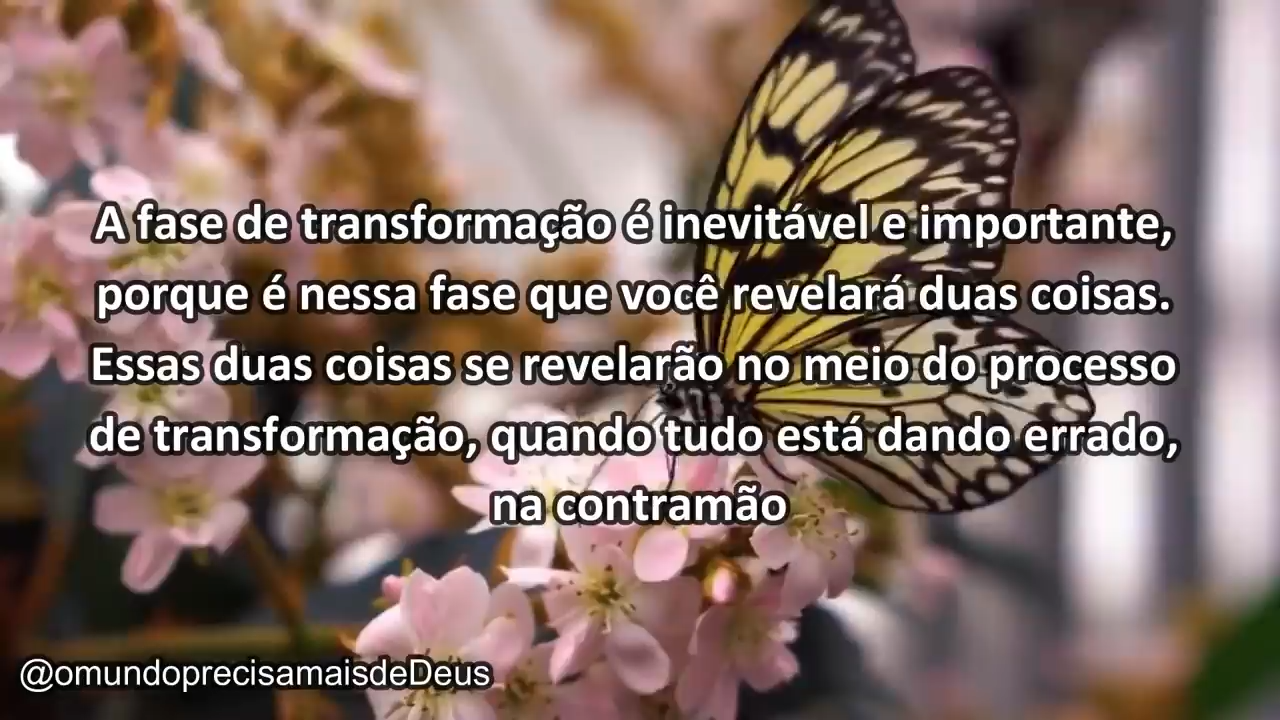 A fase de transformação é inevitável e importante,
porque é nessa fase que você revelará duas coisas.
Essas duas coisas se revelarão no meio do processo
de transformação, quando tudo está dando errado,
na contramão
@omundoprecisamaisdeDeus